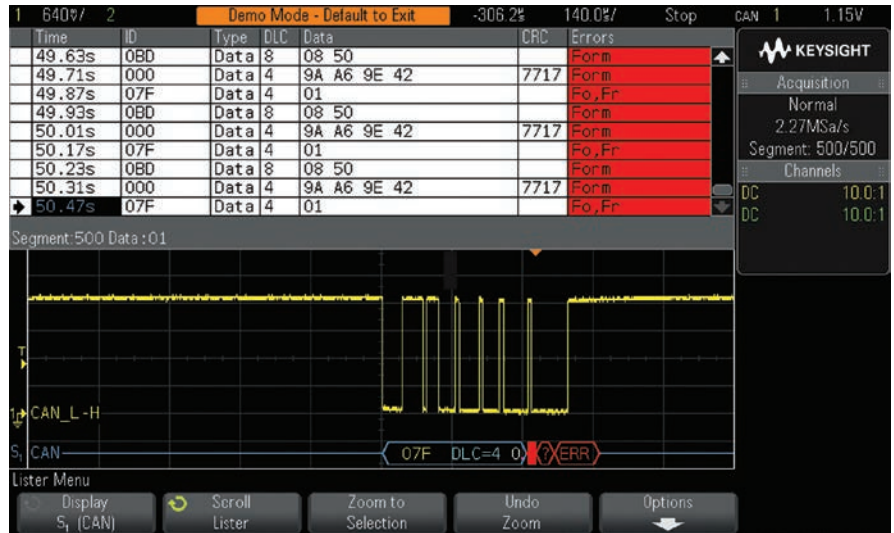 1 640㎷/ 2 Demo Mode - Default to Exit -306.2㎲ 140.0㎲/ Stop CAN 1 1.15V
Time ID Type DLC Data CRC Errors
49.63s 0BD Data 8 08 50 Form
49.71s 000 Data 4 9A A6 9E 42 7717 Form
49.87s 07F Data 4 01 Fo,Fr
49.93s 0BD Data 8 08 50 Form
50.01s 000 Data 4 9A A6 9E 42 7717 Form
50.17s 07F Data 4 01 Fo,Fr
50.23s 0BD Data 8 08 50 Form
50.31s 000 Data 4 9A A6 9E 42 7717 Form
50.47s 07F Data 4 01 Fo,Fr
Segment:500 Data:01
KEYSIGHT
Acquisition
Normal
2.27MSa/s
Segment: 500/500
Channels
DC 10.0:1
DC 10.0:1
T
1 CAN_L-H
S1 CAN 07F DLC=4 0 ? ERR
Lister Menu
Display
S1 (CAN)
Scroll
Lister
Zoom to
Selection
Undo
Zoom
Options